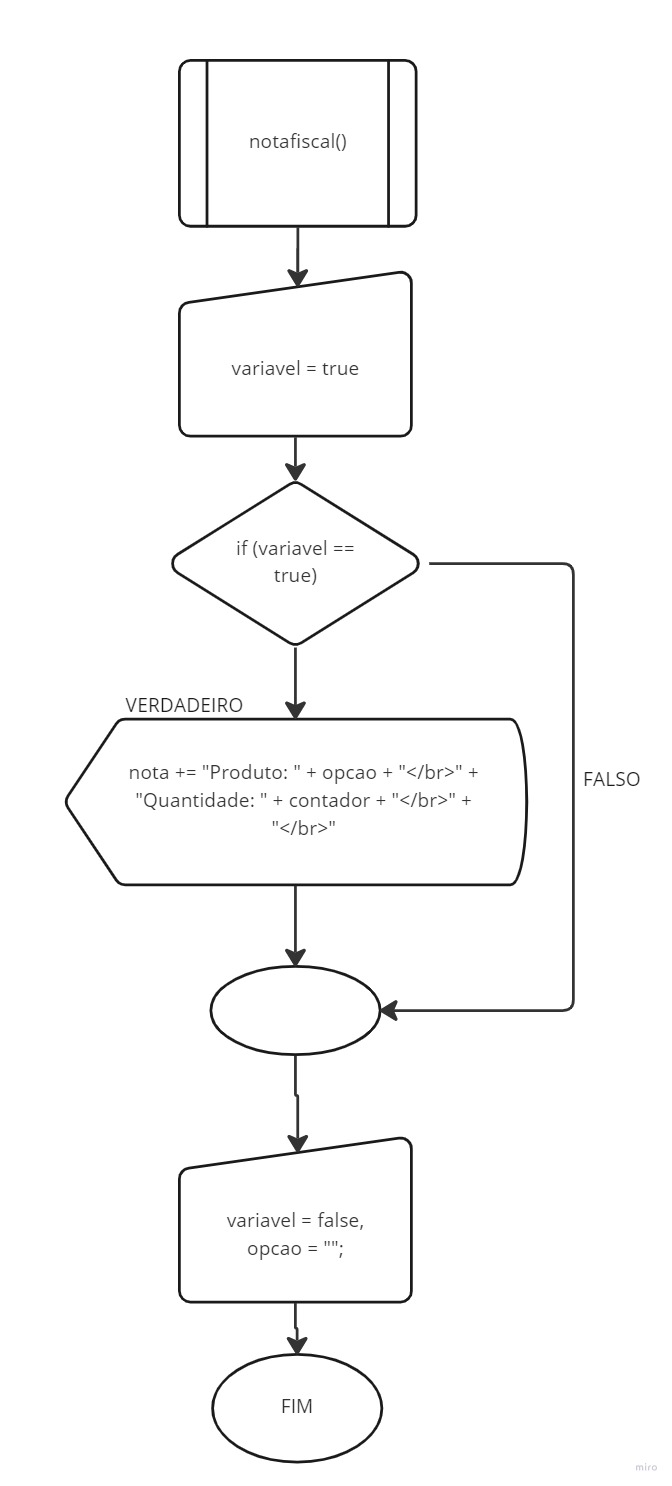 notafiscal()
variavel = true
if (variavel ==
true)
VERDADEIRO
nota += "Produto: " + opcao + "</br>" +
"Quantidade: " + contador + "</br>" +
"</br>"
FALSO
variavel = false,
opcao = "";
FIM
miro